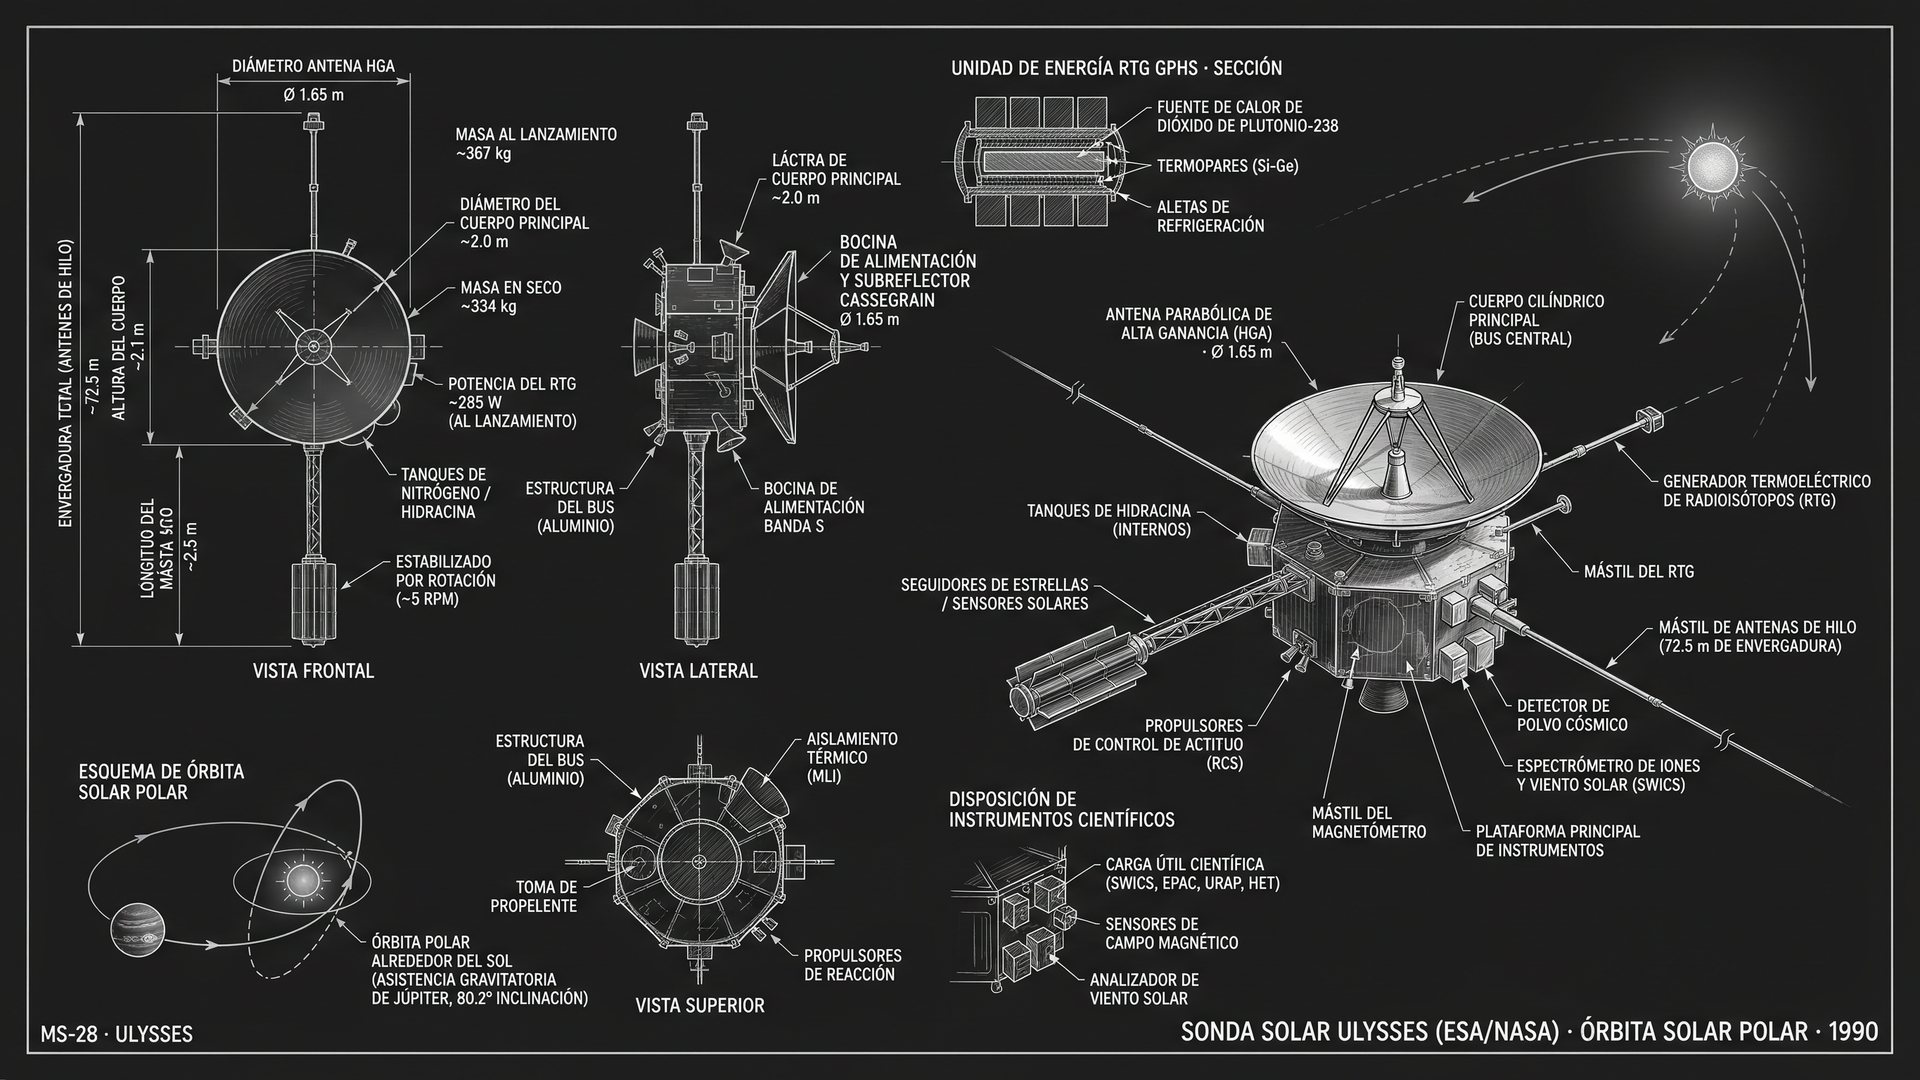 DIÁMETRO ANTENA HGA
Ø 1.65 m
MASA AL LANZAMIENTO
~367 kg
DIÁMETRO DEL
CUERPO PRINCIPAL
~2.0 m
MASA EN SECO
~334 kg
POTENCIA DEL RTG
~285 W
(AL LANZAMIENTO)
TANQUES DE
NITRÓGENO /
HIDRACINA
ESTABILIZADO
POR ROTACIÓN
(~5 RPM)
ENVERGADURA TUTAL (ANTENES DE HILO)
~72.5 m
ALTURA DEL CUERPO
~2.1 m
LONGITUO DEL
MÁSTA
~2.5 m
VISTA FRONTAL
LÁCTRA DE
CUERPO PRINCIPAL
~2.0 m
BOCINA
DE ALIMENTACIÓN
Y SUBREFLECTOR
CASSEGRAIN
Ø 1.65 m
ESTRUCTURA
DEL BUS
(ALUMINIO)
BOCINA DE
ALIMENTACIÓN
BANDA S
VISTA LATERAL
UNIDAD DE ENERGÍA RTG GPHS · SECCIÓN
FUENTE DE CALOR DE
DIÓXIDO DE PLUTONIO-238
TERMOPARES (Si-Ge)
ALETAS DE
REFRIGERACIÓN
ANTENA PARABÓLICA DE
ALTA GANANCIA (HGA)
· Ø 1.65 m
CUERPO CILÍNDRICO
PRINCIPAL
(BUS CENTRAL)
GENERADOR TERMOELÉCTRICO
DE RADIOISÓTOPOS (RTG)
TANQUES DE HIDRACINA
(INTERNOS)
MÁSTIL DEL RTG
SEGUIDORES DE ESTRELLAS
/ SENSORES SOLARES
MÁSTIL DE ANTENAS DE HILO
(72.5 m DE ENVERGADURA)
DETECTOR DE
POLVO CÓSMICO
PROPULSORES
DE CONTROL DE ACTITUO
(RCS)
ESPECTRÓMETRO DE IONES
Y VIENTO SOLAR (SWICS)
MÁSTIL DEL
MAGNETÓMETRO
PLATAFORMA PRINCIPAL
DE INSTRUMENTOS
ESQUEMA DE ÓRBITA
SOLAR POLAR
ÓRBITA POLAR
ALREDEDOR DEL SOL
(ASISTENCIA GRAVITATORIA
DE JÚPITER, 80.2° INCLINACIÓN)
ESTRUCTURA
DEL BUS
(ALUMINIO)
AISLAMIENTO
TÉRMICO
(MLI)
TOMA DE
PROPELENTE
PROPULSORES
DE REACCIÓN
VISTA SUPERIOR
DISPOSICIÓN DE
INSTRUMENTOS CIENTÍFICOS
CARGA ÚTIL CIENTÍFICA
(SWICS, EPAC, URAP, HET)
SENSORES DE
CAMPO MAGNÉTICO
ANALIZADOR DE
VIENTO SOLAR
MS-28 · ULYSSES
SONDA SOLAR ULYSSES (ESA/NASA) · ÓRBITA SOLAR POLAR · 1990